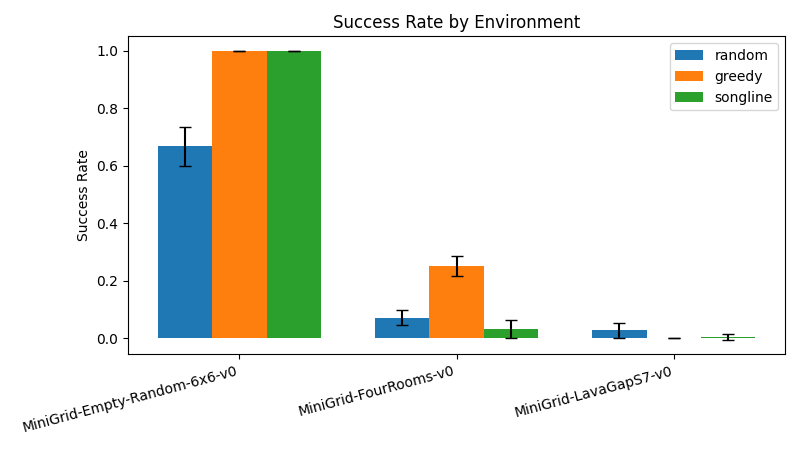 Success Rate by Environment
random
greedy
songline
Success Rate
1.0
0.8
0.6
0.4
0.2
0.0
MiniGrid-Empty-Random-6x6-v0
MiniGrid-FourRooms-v0
MiniGrid-LavaGapS7-v0